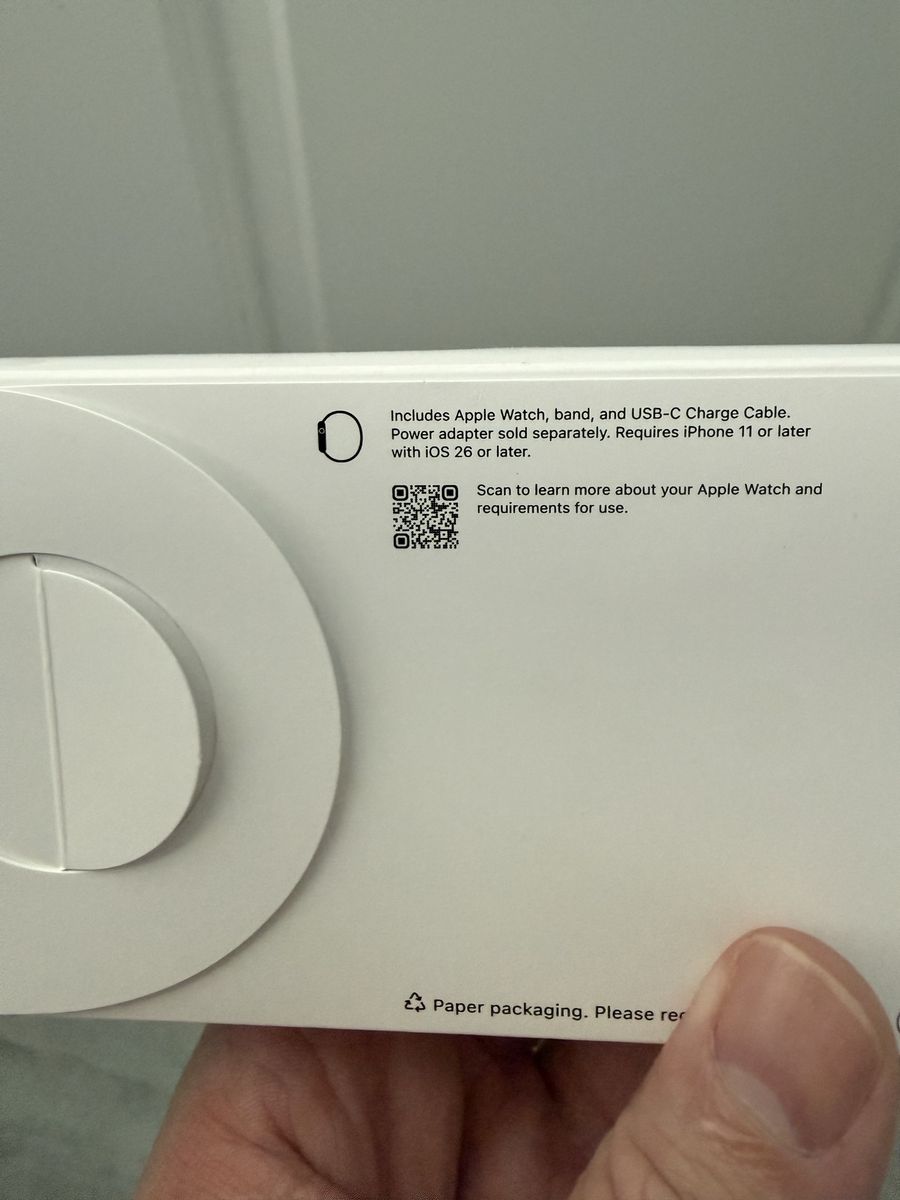 Includes Apple Watch, band, and USB-C Charge Cable.
Power adapter sold separately. Requires iPhone 11 or later
with iOS 26 or later.
Scan to learn more about your Apple Watch and
requirements for use.
Paper packaging. Please